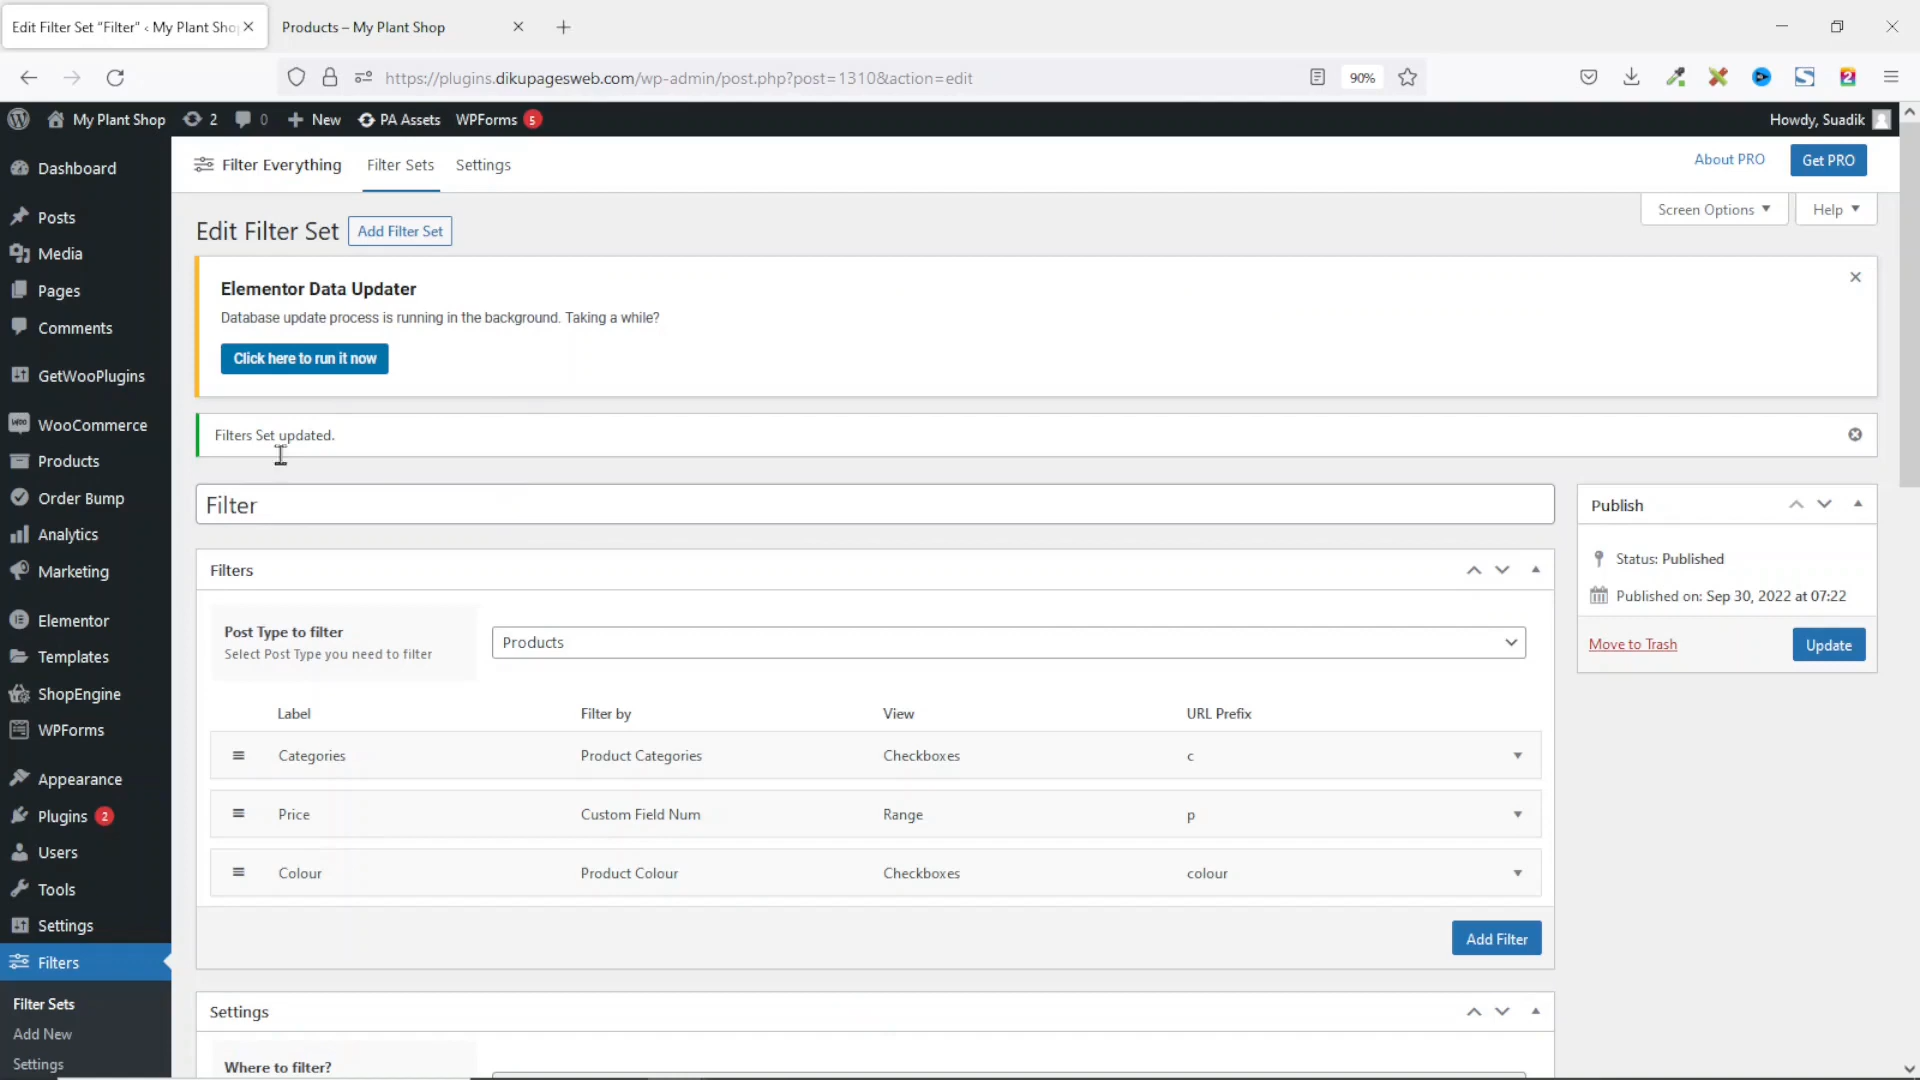 Edit Filter Set "Filter" ‹ My Plant Sho
Products – My Plant Shop
https://plugins.dikupagesweb.com/wp-admin/post.php?post=1310&action=edit
90%
2
My Plant Shop
2
0
New
PA Assets
WPForms 5
Howdy, Suadik
Dashboard
Posts
Media
Pages
Comments
GetWooPlugins
WooCommerce
Products
Order Bump
Analytics
Marketing
Elementor
Templates
ShopEngine
WPForms
Appearance
Plugins 2
Users
Tools
Settings
Filters
Filter Sets
Add New
Settings
Filter Everything
Filter Sets
Settings
About PRO
Get PRO
Screen Options
Help
Edit Filter Set
Add Filter Set
Elementor Data Updater
Database update process is running in the background. Taking a while?
Click here to run it now
Filters Set updated.
Filter
Filters
Post Type to filter
Select Post Type you need to filter
Products
Label Filter by View URL Prefix
Categories Product Categories Checkboxes c
Price Custom Field Num Range p
Colour Product Colour Checkboxes colour
Add Filter
Settings
Where to filter?
Publish
Status: Published
Published on: Sep 30, 2022 at 07:22
Move to Trash
Update